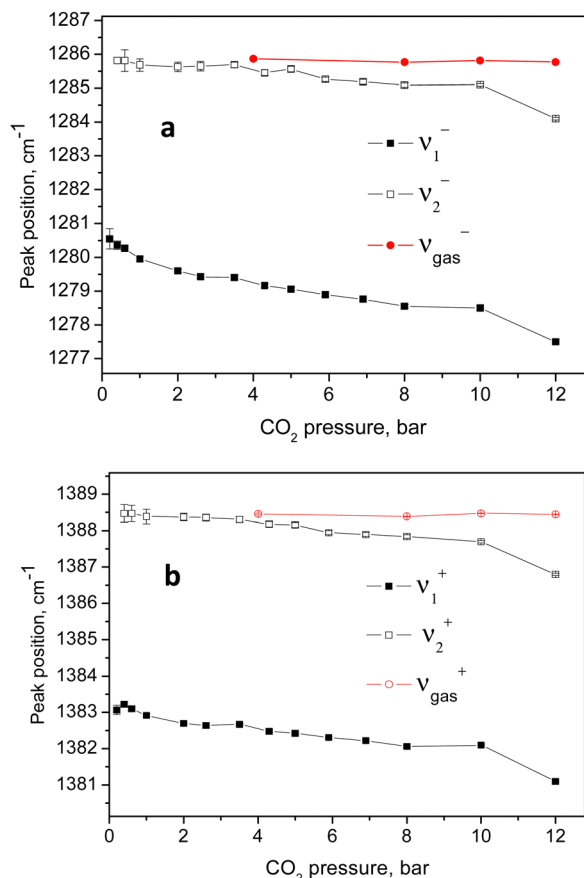 1287
1286
1285
1284
1283
1282
1281
1280
1279
1278
1277
Peak position, cm⁻¹
a
ν₁⁻
ν₂⁻
ν gas⁻
0 2 4 6 8 10 12
CO₂ pressure, bar
1389
1388
1387
1386
1385
1384
1383
1382
1381
Peak position, cm⁻¹
b
ν₁⁺
ν₂⁺
ν gas⁺
0 2 4 6 8 10 12
CO₂ pressure, bar